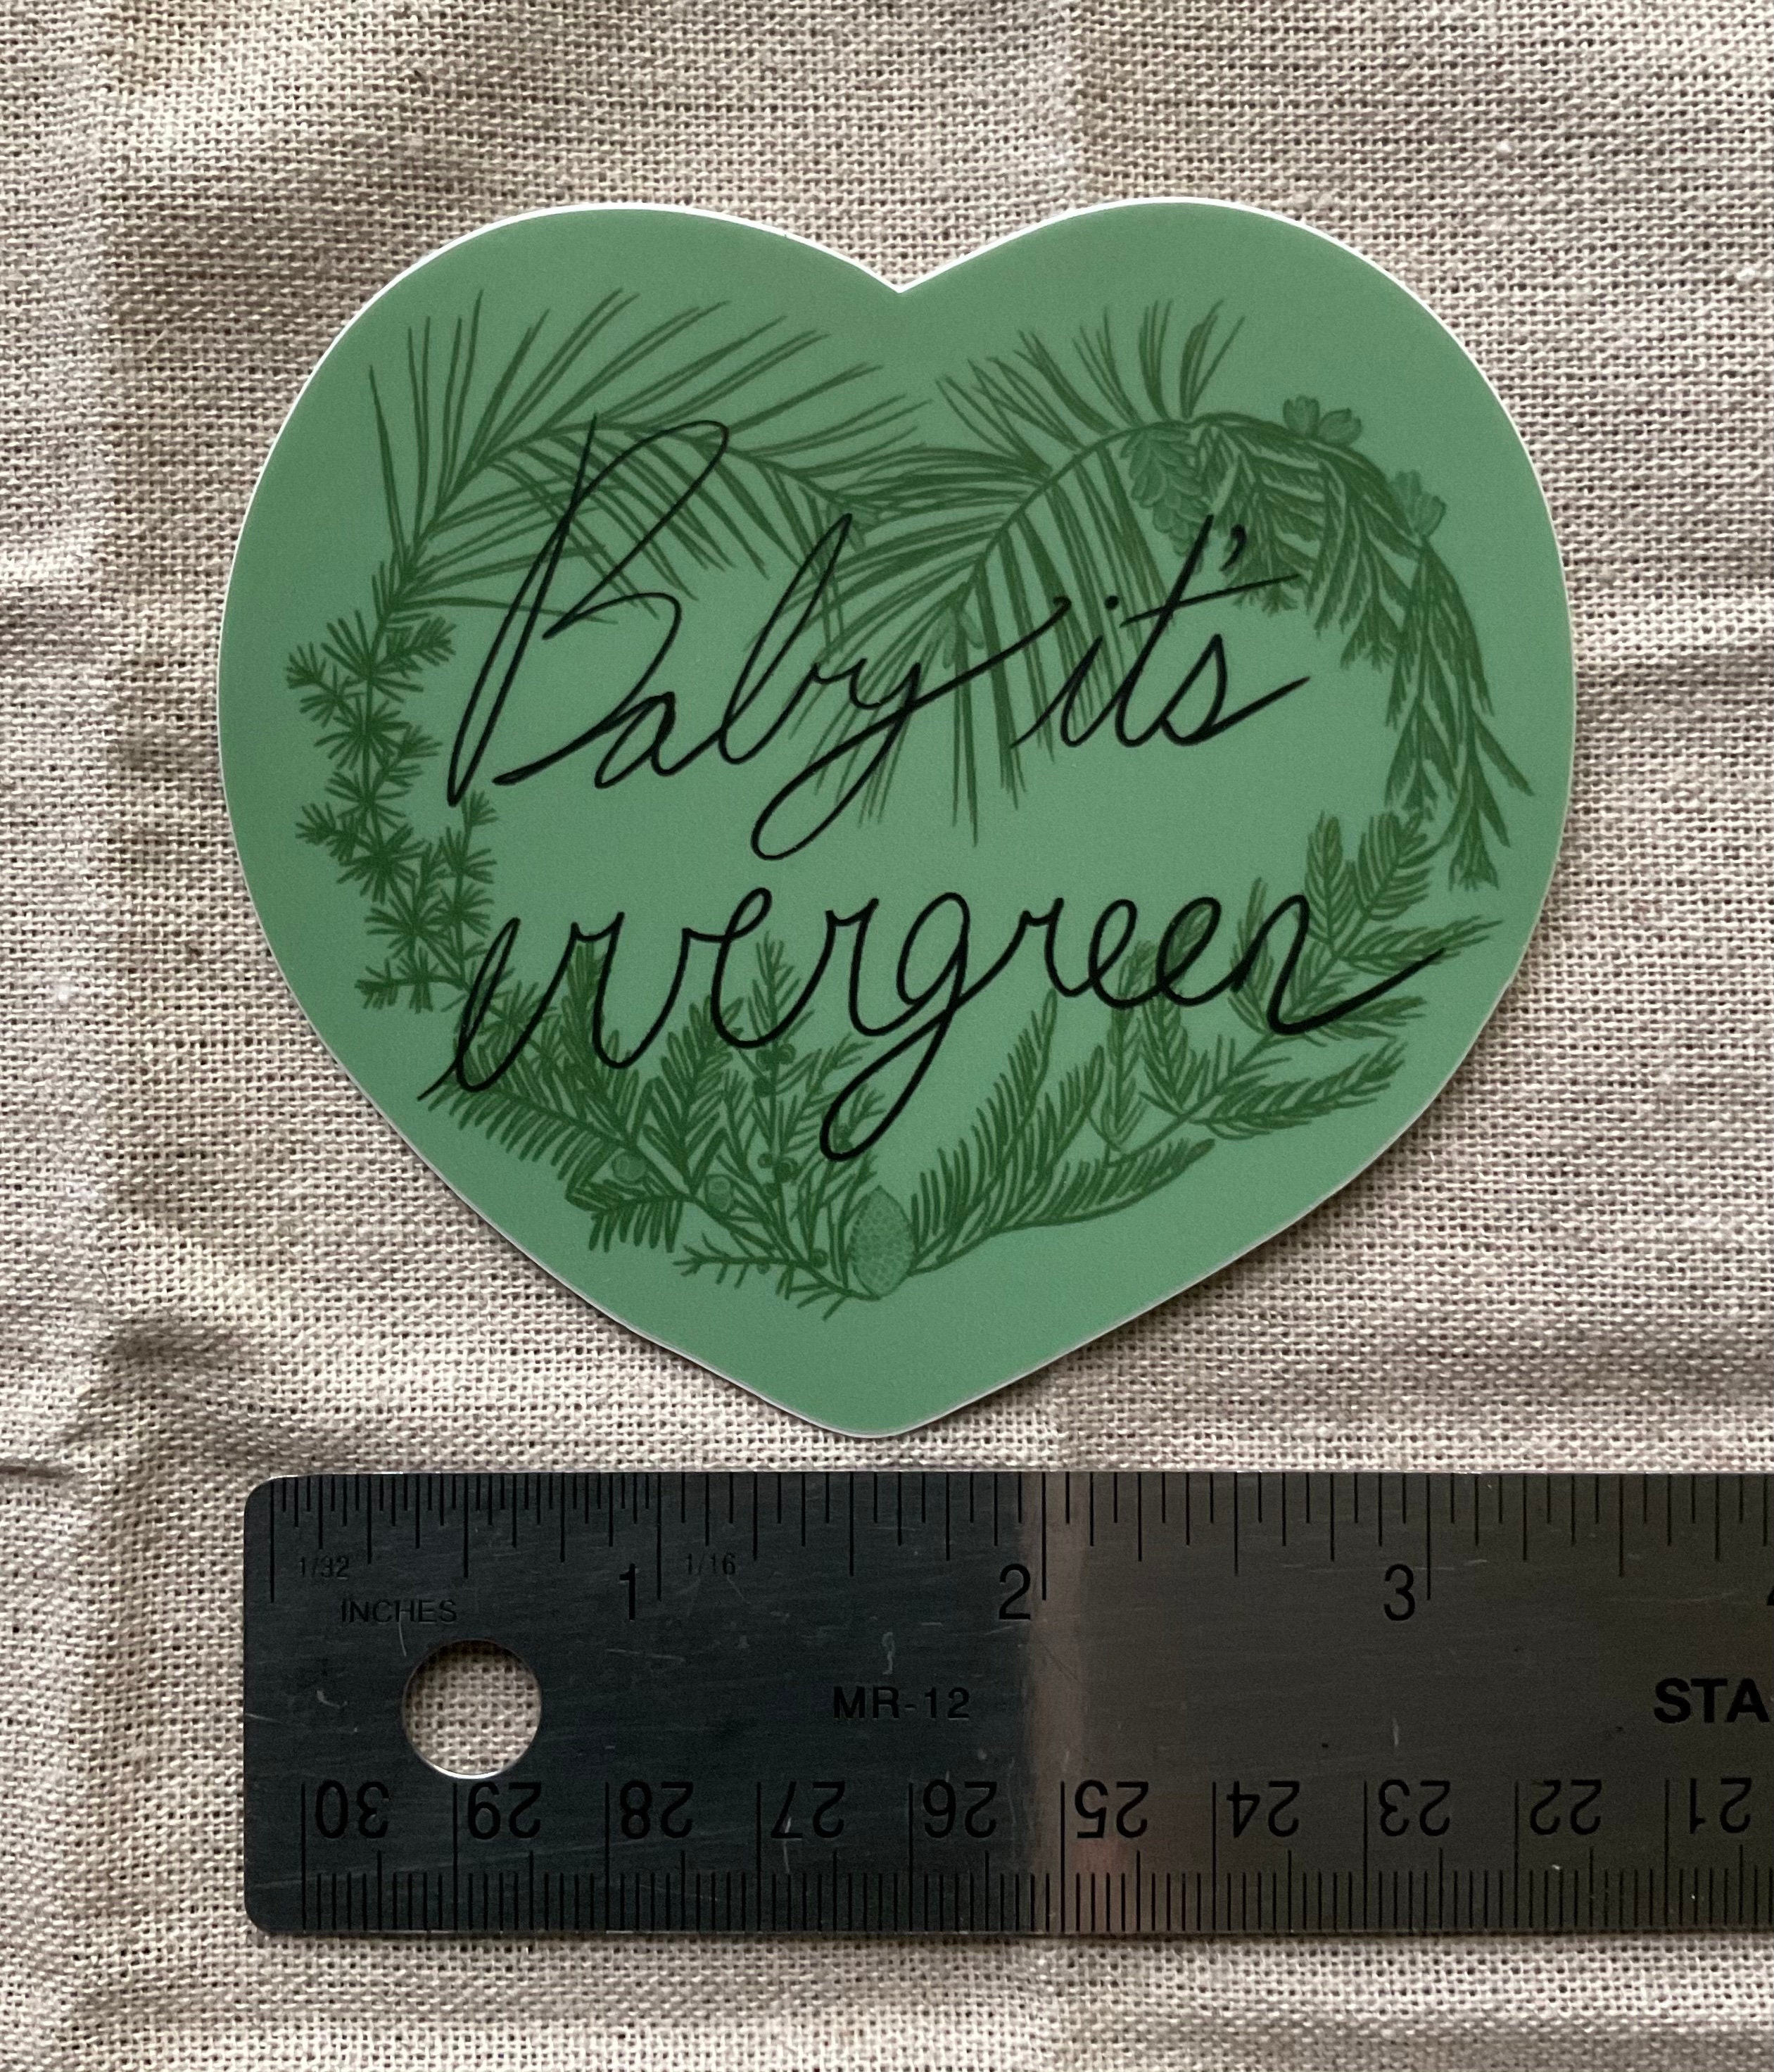 Baby it's
evergreen
1/32 1 1/16 2 3
INCHES
MR-12 STA
30 29 28 27 26 25 24 23 22 21